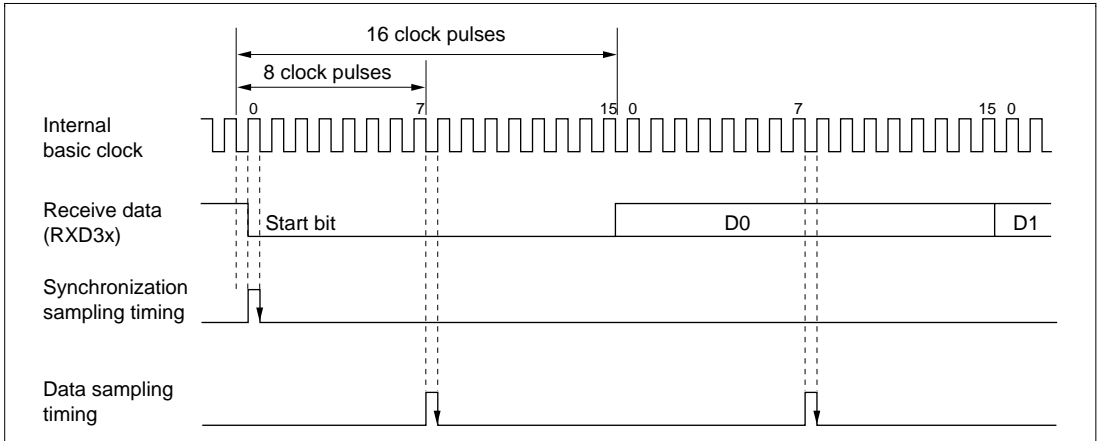 16 clock pulses
8 clock pulses
0 7 15 0 7 15 0
Internal
basic clock
Receive data
(RXD3x)
Start bit D0 D1
Synchronization
sampling timing
Data sampling
timing